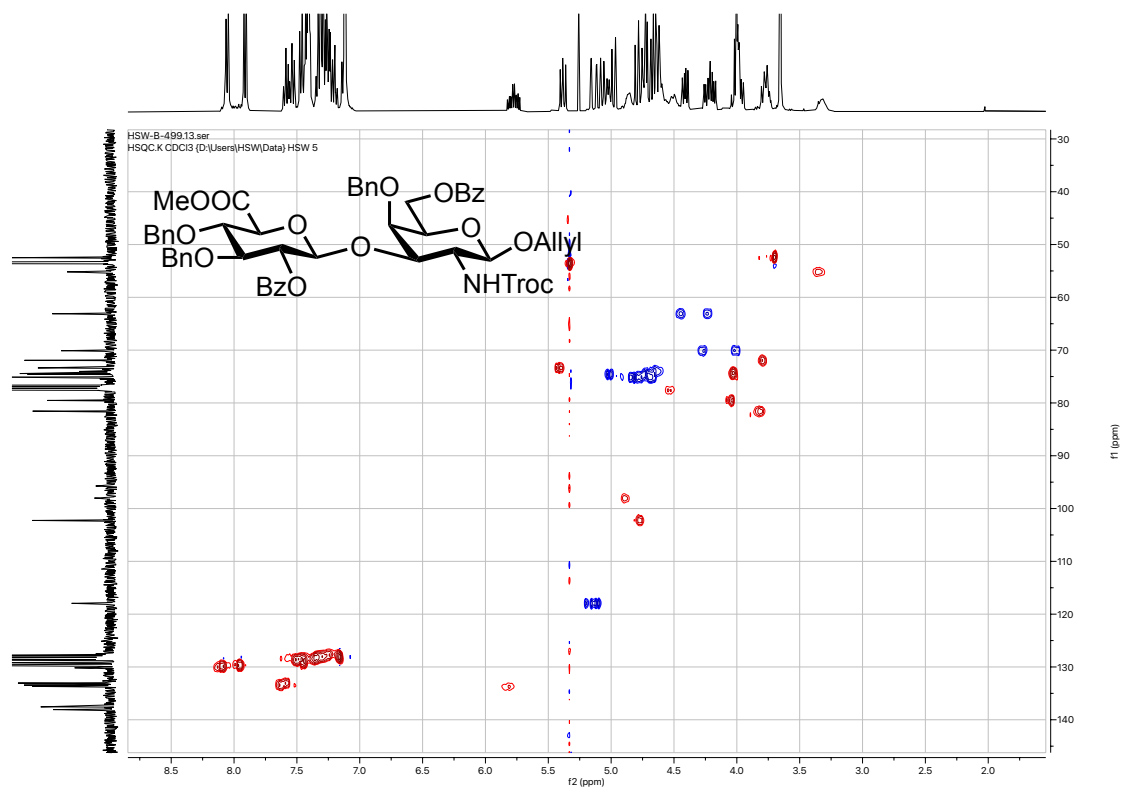 HSW-B-499.13.ser
HSQC.K CDCl3 {D:\Users\HSW\Data} HSW 5
BnO
OBz
MeOOC
O
O
BnO
O
OAllyl
BnO
NHTroc
BzO
30
40
50
60
70
80
90
100
110
120
130
140
f1 (ppm)
8.5 8.0 7.5 7.0 6.5 6.0 5.5 5.0 4.5 4.0 3.5 3.0 2.5 2.0
f2 (ppm)